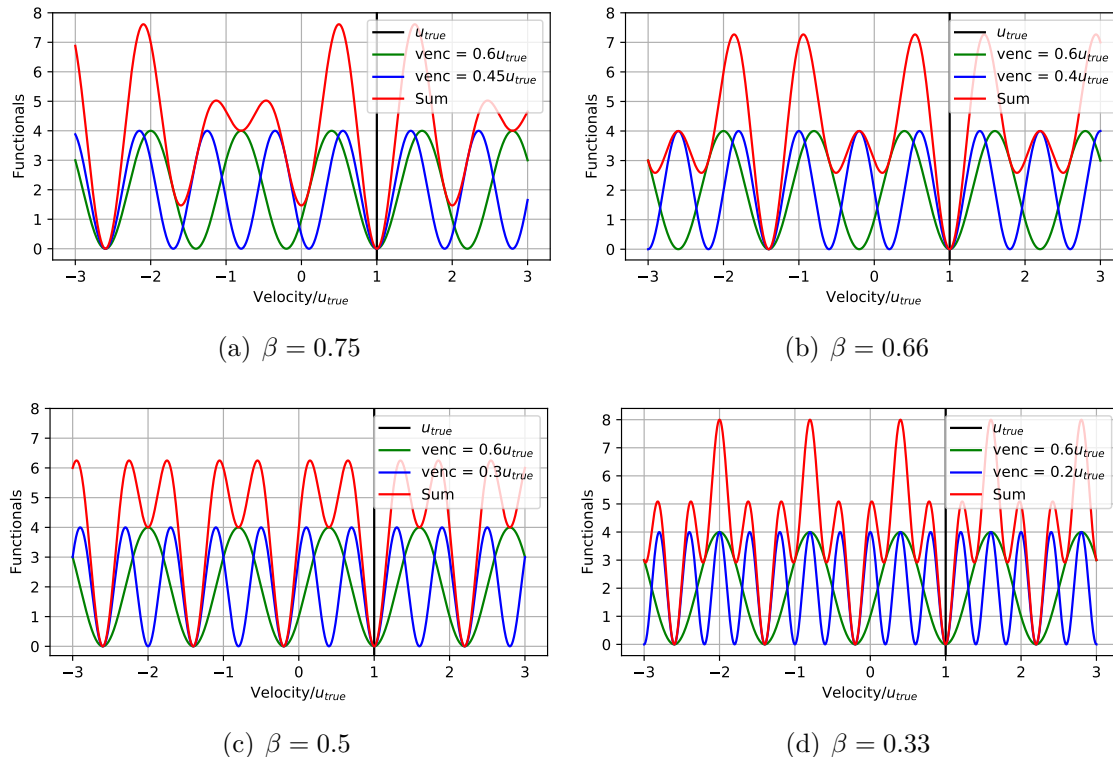 8
7
6
5
4
3
2
1
0
Functionals
−3 −2 −1 0 1 2 3
Velocity/u_true
u_true
venc = 0.6u_true
venc = 0.45u_true
Sum
(a) β = 0.75
8
7
6
5
4
3
2
1
0
Functionals
−3 −2 −1 0 1 2 3
Velocity/u_true
u_true
venc = 0.6u_true
venc = 0.4u_true
Sum
(b) β = 0.66
8
7
6
5
4
3
2
1
0
Functionals
−3 −2 −1 0 1 2 3
Velocity/u_true
u_true
venc = 0.6u_true
venc = 0.3u_true
Sum
(c) β = 0.5
8
7
6
5
4
3
2
1
0
Functionals
−3 −2 −1 0 1 2 3
Velocity/u_true
u_true
venc = 0.6u_true
venc = 0.2u_true
Sum
(d) β = 0.33